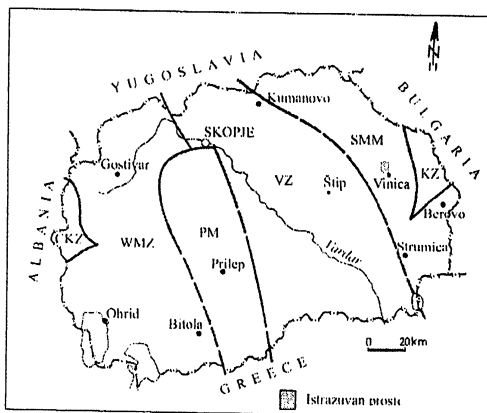 N
YUGOSLAVIA
BULGARIA
Kumanovo
SKOPJE
SMM
Gostivar
KZ
VZ
Štip
Vinica
Berovo
ALBANIA
CKZ
WMZ
PM
Vardar
Strumica
Prilep
Ohrid
Bitola
0 20km
GREECE
Istrazuvan prostor